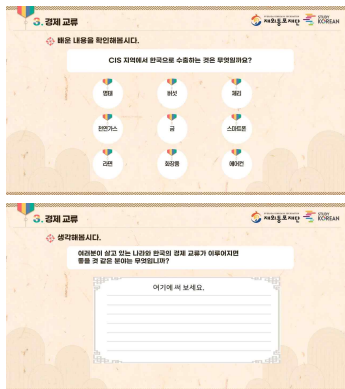 3. 경제 교류
재외동포재단
STUDY KOREAN
배운 내용을 확인해봅시다.
CIS 지역에서 한국으로 수출하는 것은 무엇일까요?
명태
버섯
체리
천연가스
금
스마트폰
라면
화장품
에어컨
3. 경제 교류
재외동포재단
STUDY KOREAN
생각해봅시다.
여러분이 살고 있는 나라와 한국의 경제 교류가 이루어지면
좋을 것 같은 분야는 무엇입니까?
여기에 써 보세요.